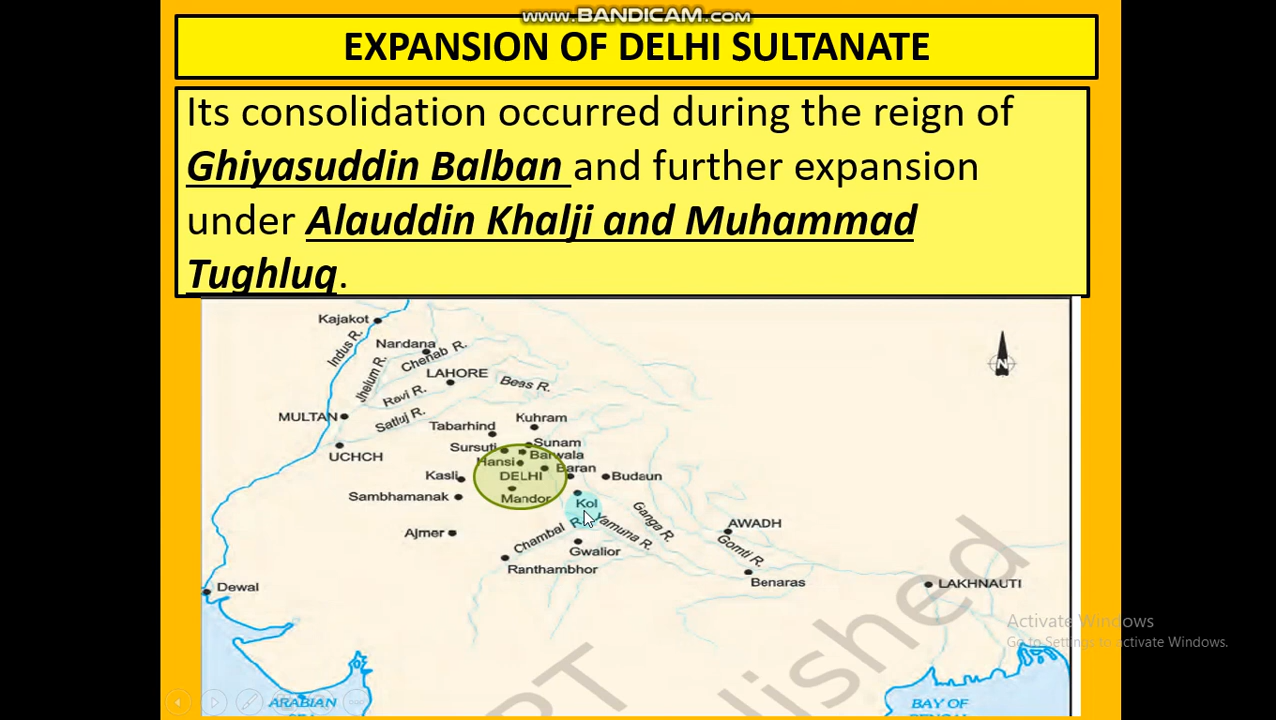 www.BANDICAM.com
EXPANSION OF DELHI SULTANATE
Its consolidation occurred during the reign of
Ghiyasuddin Balban and further expansion
under Alauddin Khalji and Muhammad
Tughluq.
Kajakot
Indus R.
Nandana
Chenab R.
Jhelum R.
LAHORE
Beas R.
Ravi R.
MULTAN
Satluj R.
Kuhram
Tabarhind
Sursuti
Sunam
UCHCH
Barwala
Hansi
Baran
Kasli
DELHI
Budaun
Sambhamanak
Mandor
Kol
Ajmer
Chambal R.
Yamuna R.
Ganga R.
AWADH
Gomti R.
Gwalior
Ranthambhor
Benaras
Dewal
LAKHNAUTI
N
lished
Activate Windows
Go to Settings to activate Windows.
ARABIAN
BAY OF